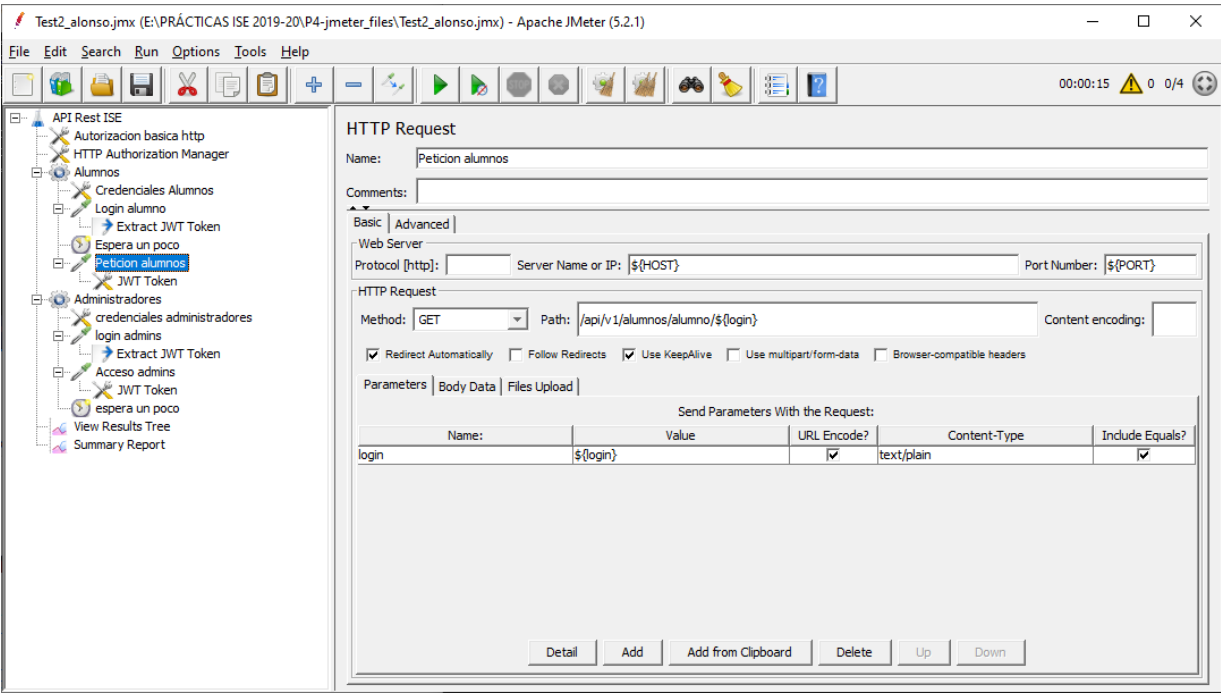 Test2_alonso.jmx (E:\PRÁCTICAS ISE 2019-20\P4-jmeter_files\Test2_alonso.jmx) - Apache JMeter (5.2.1)
File Edit Search Run Options Tools Help
00:00:15 0 0/4
API Rest ISE
Autorizacion basica http
HTTP Authorization Manager
Alumnos
Credenciales Alumnos
Login alumno
Extract JWT Token
Espera un poco
Peticion alumnos
JWT Token
Administradores
credenciales administradores
login admins
Extract JWT Token
Acceso admins
JWT Token
espera un poco
View Results Tree
Summary Report
HTTP Request
Name: Peticion alumnos
Comments:
Basic Advanced
Web Server
Protocol [http]: Server Name or IP: ${HOST} Port Number: ${PORT}
HTTP Request
Method: GET Path: /api/v1/alumnos/alumno/${login} Content encoding:
Redirect Automatically Follow Redirects Use KeepAlive Use multipart/form-data Browser-compatible headers
Parameters Body Data Files Upload
Send Parameters With the Request:
Name: Value URL Encode? Content-Type Include Equals?
login ${login} text/plain
Detail Add Add from Clipboard Delete Up Down